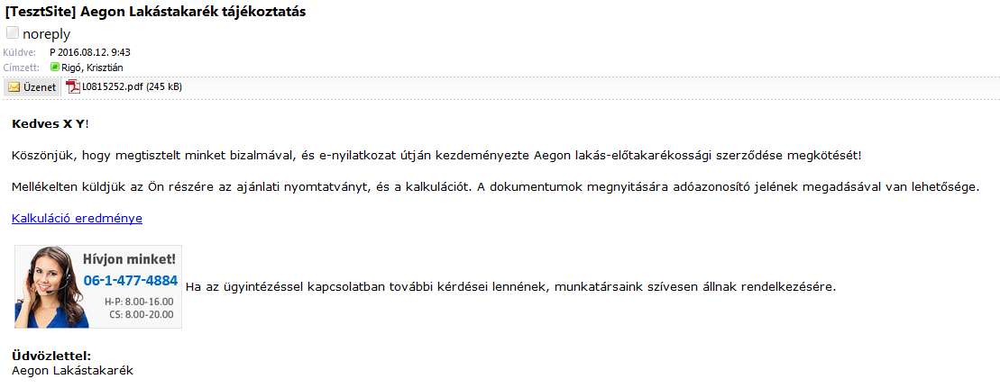 [TesztSite] Aegon Lakástakarék tájékoztatás
noreply
Küldve: P 2016.08.12. 9:43
Címzett: Rigó, Krisztián
Üzenet L0815252.pdf (245 kB)
Kedves X Y!
Köszönjük, hogy megtisztelt minket bizalmával, és e-nyilatkozat útján kezdeményezte Aegon lakás-előtakarékossági szerződése megkötését!
Mellékelten küldjük az Ön részére az ajánlati nyomtatványt, és a kalkulációt. A dokumentumok megnyitására adóazonosító jelének megadásával van lehetősége.
Kalkuláció eredménye
Hívjon minket!
06-1-477-4884
H-P: 8.00-16.00
CS: 8.00-20.00
Ha az ügyintézéssel kapcsolatban további kérdései lennének, munkatársaink szívesen állnak rendelkezésére.
Üdvözlettel:
Aegon Lakástakarék